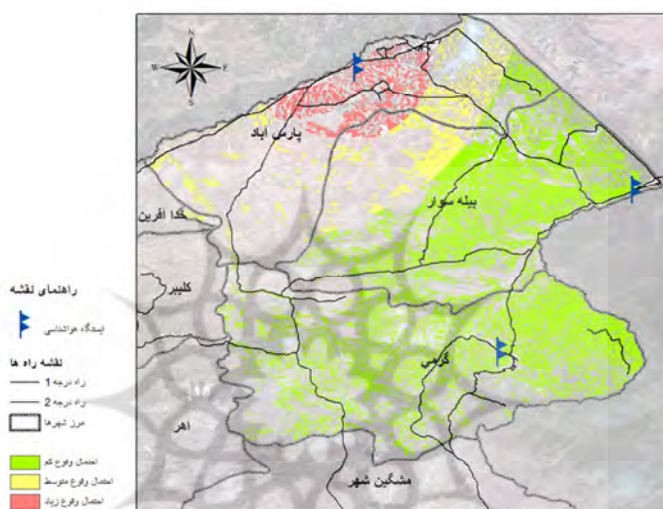 N
W
E
S
پارس آباد
خدا آفرین
بیله سوار
کلیبر
گرمي
اهر
مشگین شهر
راهنمای نقشه
ایستگاه هواشناسی
نقشه راه ها
راه درجه 1
راه درجه 2
مرز شهرها
احتمال وقوع کم
احتمال وقوع متوسط
احتمال وقوع زیاد